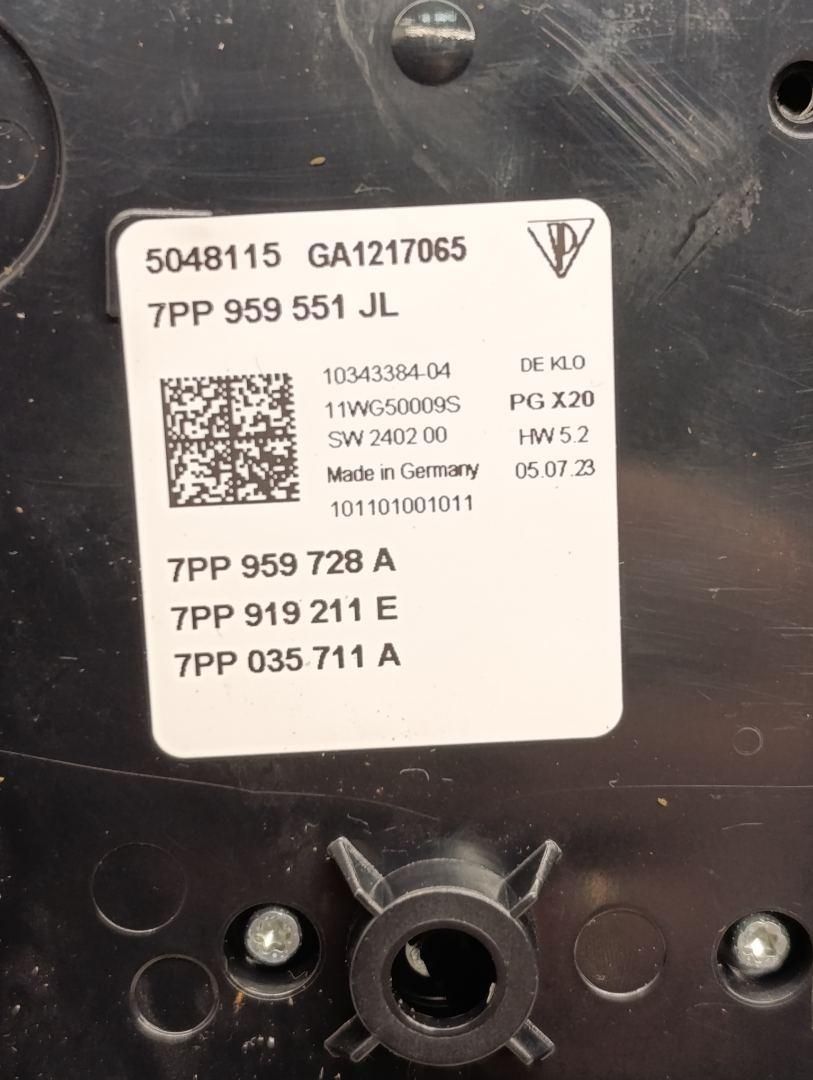 5048115 GA1217065
VP
7PP 959 551 JL
10343384-04 DE KLO
11WG50009S PG X20
SW 2402 00 HW 5.2
Made in Germany 05.07.23
101101001011
7PP 959 728 A
7PP 919 211 E
7PP 035 711 A